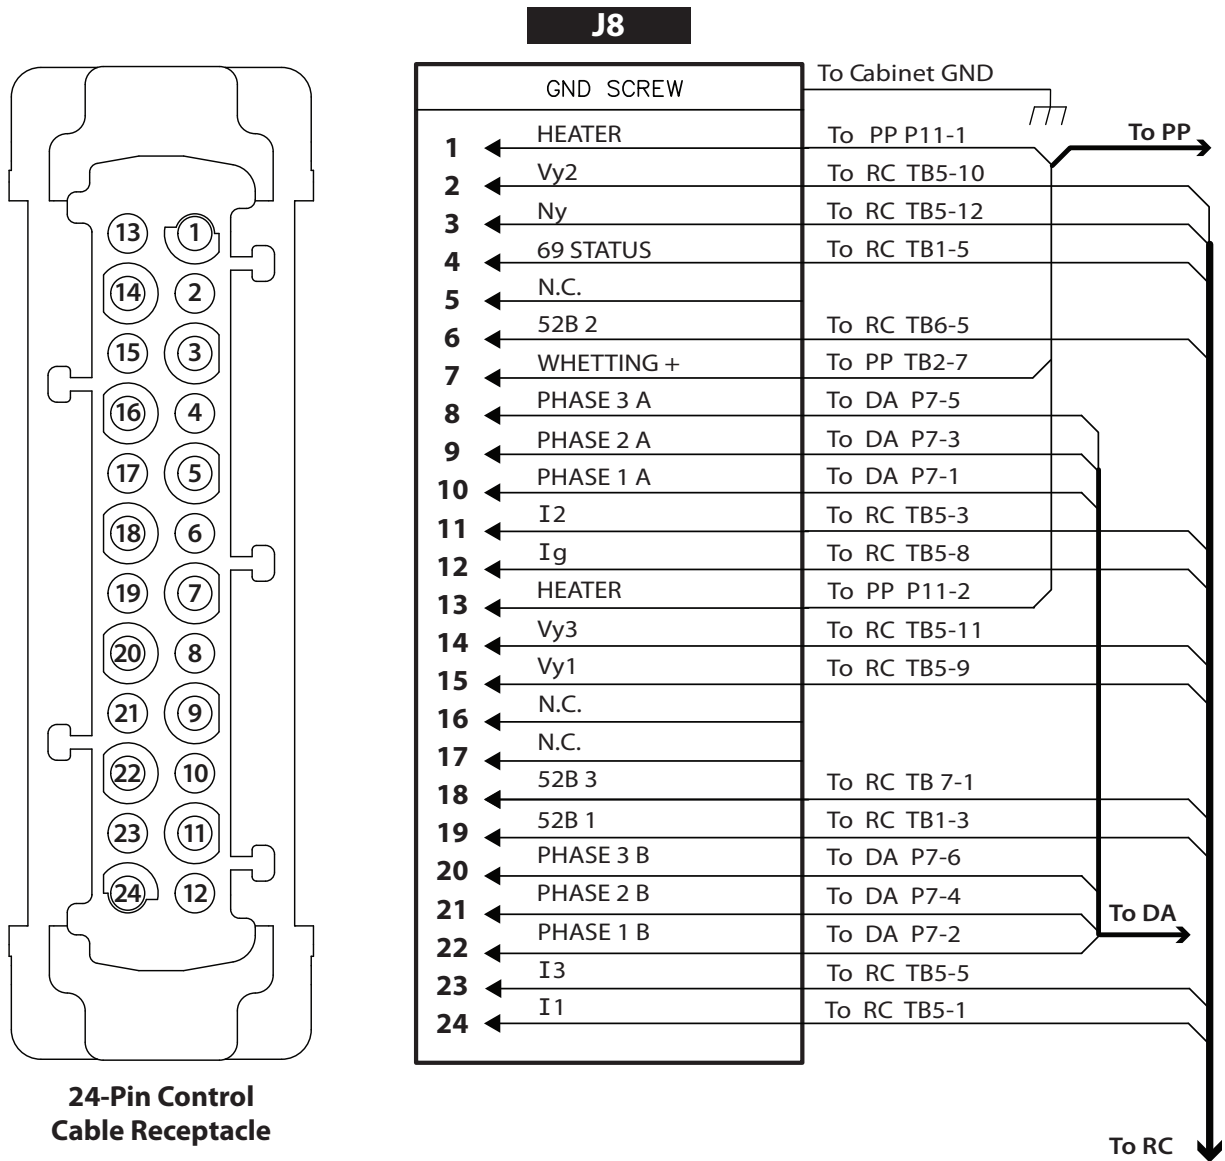 J8
GND SCREW To Cabinet GND
To PP
1 HEATER To PP P11-1
2 Vy2 To RC TB5-10
3 Ny To RC TB5-12
4 69 STATUS To RC TB1-5
5 N.C.
6 52B 2 To RC TB6-5
7 WHETTING + To PP TB2-7
8 PHASE 3 A To DA P7-5
9 PHASE 2 A To DA P7-3
10 PHASE 1 A To DA P7-1
11 I2 To RC TB5-3
12 Ig To RC TB5-8
13 HEATER To PP P11-2
14 Vy3 To RC TB5-11
15 Vy1 To RC TB5-9
16 N.C.
17 N.C.
18 52B 3 To RC TB 7-1
19 52B 1 To RC TB1-3
20 PHASE 3 B To DA P7-6
21 PHASE 2 B To DA P7-4
To DA
22 PHASE 1 B To DA P7-2
23 I3 To RC TB5-5
24 I1 To RC TB5-1
To RC
13 1
14 2
15 3
16 4
17 5
18 6
19 7
20 8
21 9
22 10
23 11
24 12
24-Pin Control
Cable Receptacle